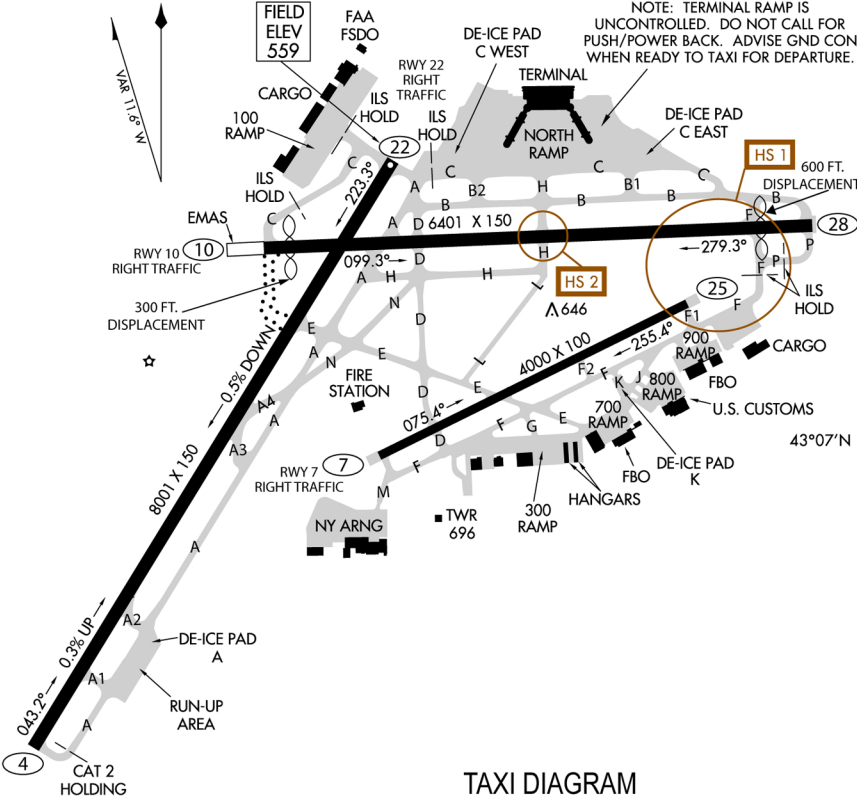 FIELD
ELEV
559
FAA
FSDO
DE-ICE PAD
C WEST
NOTE: TERMINAL RAMP IS
UNCONTROLLED. DO NOT CALL FOR
PUSH/POWER BACK. ADVISE GND CON
WHEN READY TO TAXI FOR DEPARTURE.
VAR 11.6° W
RWY 22
RIGHT
TRAFFIC
TERMINAL
CARGO
ILS
HOLD
100
RAMP
ILS
HOLD
NORTH
RAMP
DE-ICE PAD
C EAST
22
HS 1
600 FT.
DISPLACEMENT
C
C
C
C
ILS
HOLD
223.3°
A
B2
H
B1
B
B
B
F
B
EMAS
C
A
D
6401 X 150
28
10
RWY 10
RIGHT TRAFFIC
099.3°
D
H
279.3°
P
A
H
H
HS 2
F
P
25
ILS
HOLD
300 FT.
DISPLACEMENT
N
L
646
F1
F
E
D
A
N
E
0.5% DOWN
4000 X 100
255.4°
900
RAMP
CARGO
FIRE
STATION
L
F2
F
K
J
800
RAMP
FBO
A4
A
D
E
075.4°
700
RAMP
U.S. CUSTOMS
A3
D
F
G
E
43°07'N
8001 X 150
7
RWY 7
RIGHT TRAFFIC
F
M
DE-ICE PAD
K
FBO
HANGARS
300
RAMP
NY ARNG
TWR
696
A
0.3% UP
A2
DE-ICE PAD
A
A1
043.2°
RUN-UP
AREA
A
4
CAT 2
HOLDING
TAXI DIAGRAM